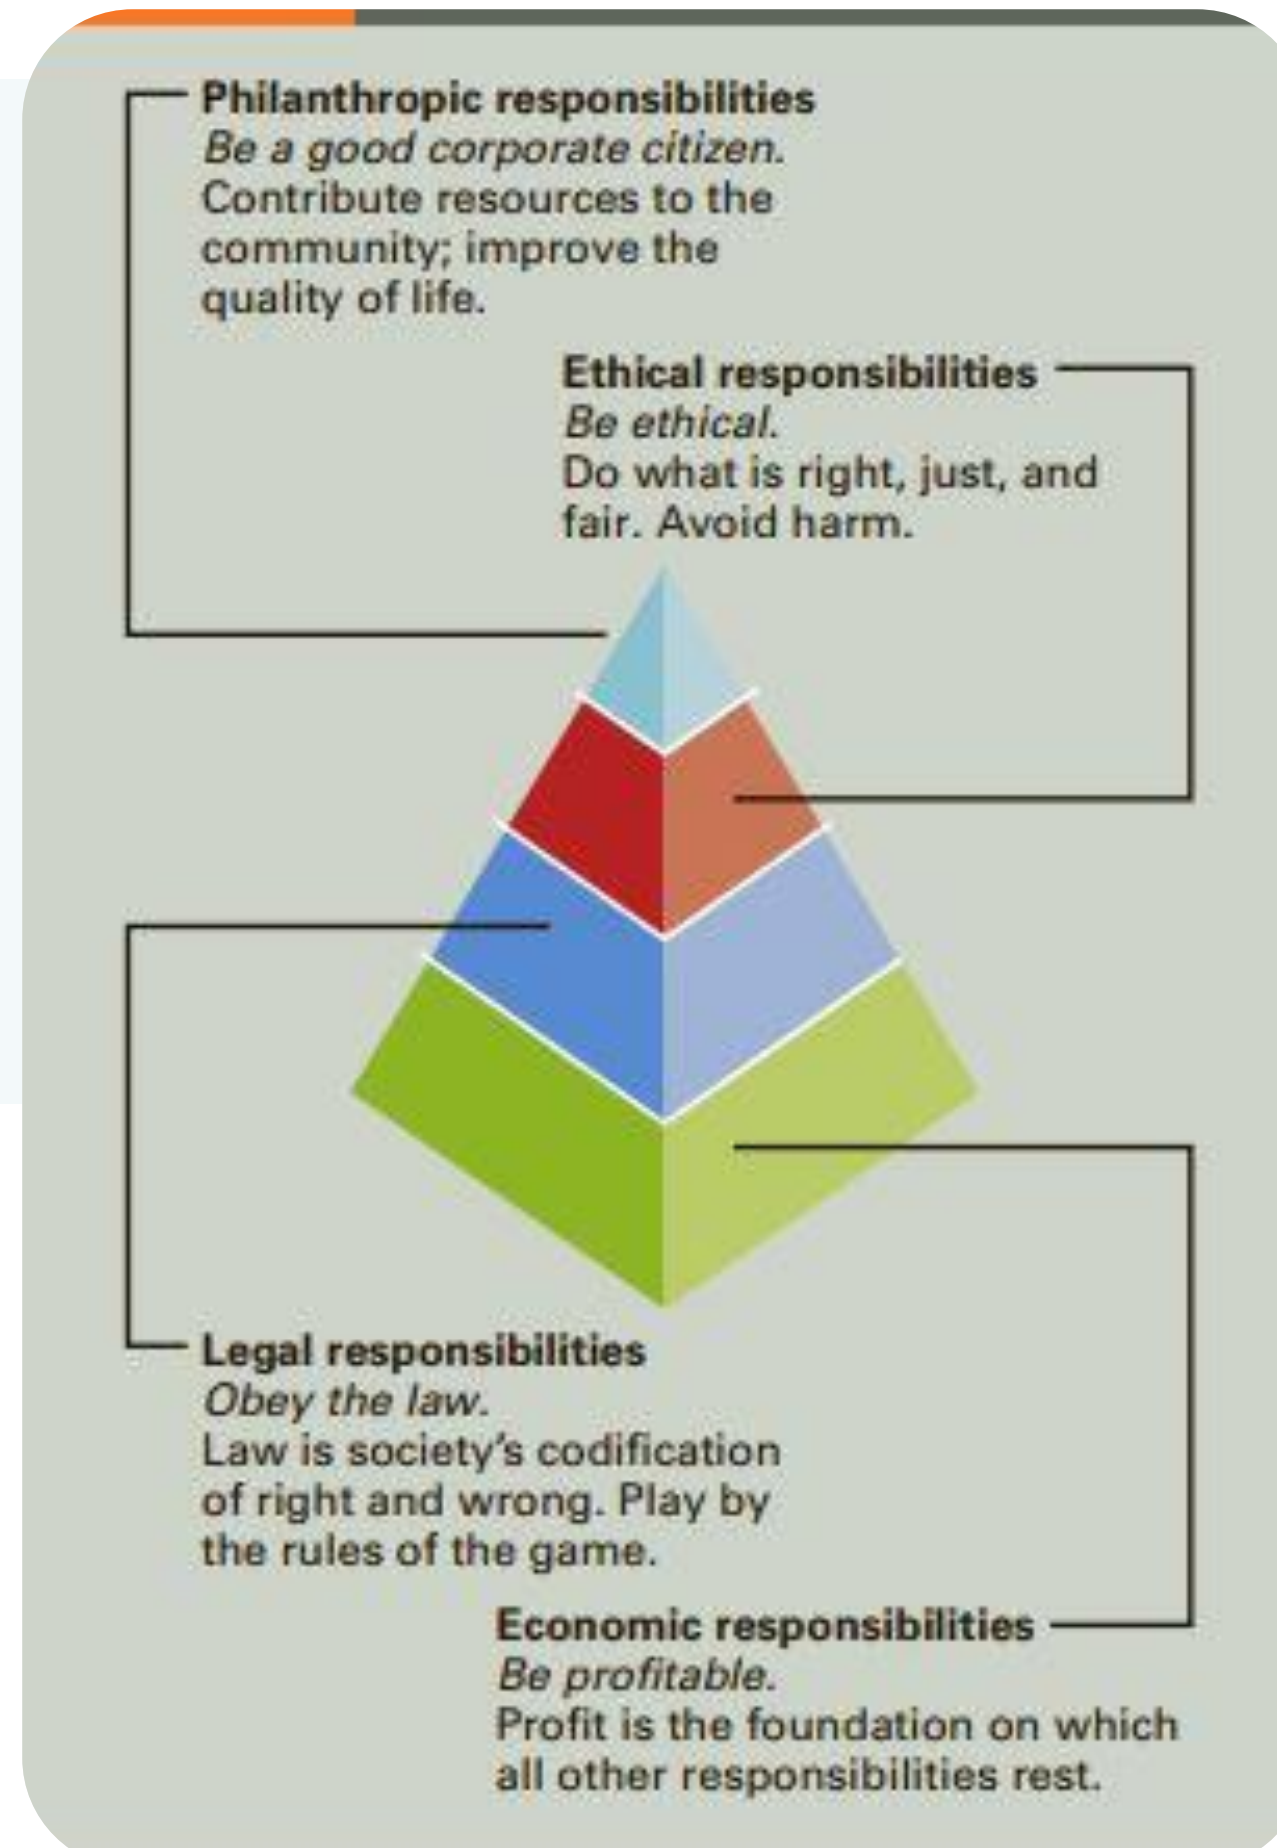 Philanthropic responsibilities
Be a good corporate citizen.
Contribute resources to the
community; improve the
quality of life.
Ethical responsibilities
Be ethical.
Do what is right, just, and
fair. Avoid harm.
Legal responsibilities
Obey the law.
Law is society’s codification
of right and wrong. Play by
the rules of the game.
Economic responsibilities
Be profitable.
Profit is the foundation on which
all other responsibilities rest.